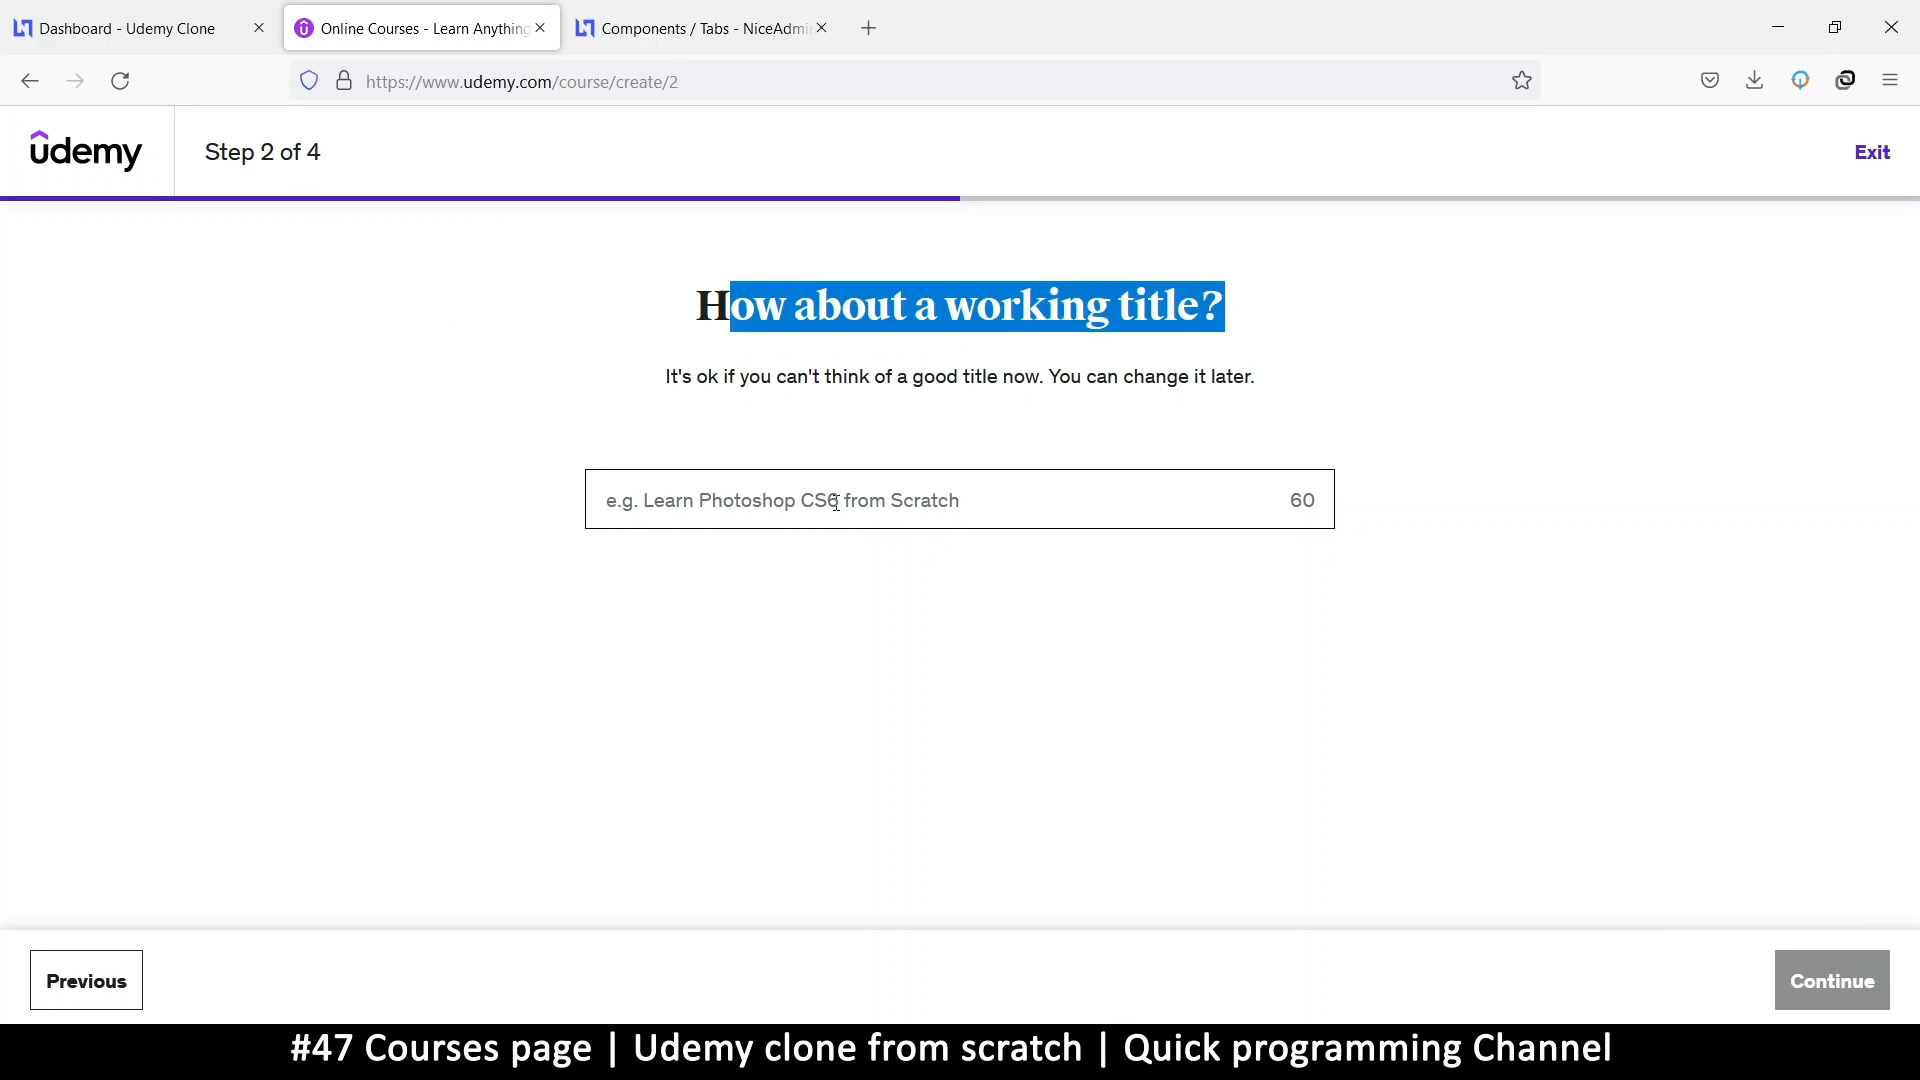 Dashboard - Udemy Clone
Online Courses - Learn Anything
Components / Tabs - NiceAdmi
https://www.udemy.com/course/create/2
udemy
Step 2 of 4
Exit
How about a working title?
It's ok if you can't think of a good title now. You can change it later.
e.g. Learn Photoshop CS6 from Scratch
60
Previous
Continue
#47 Courses page | Udemy clone from scratch | Quick programming Channel